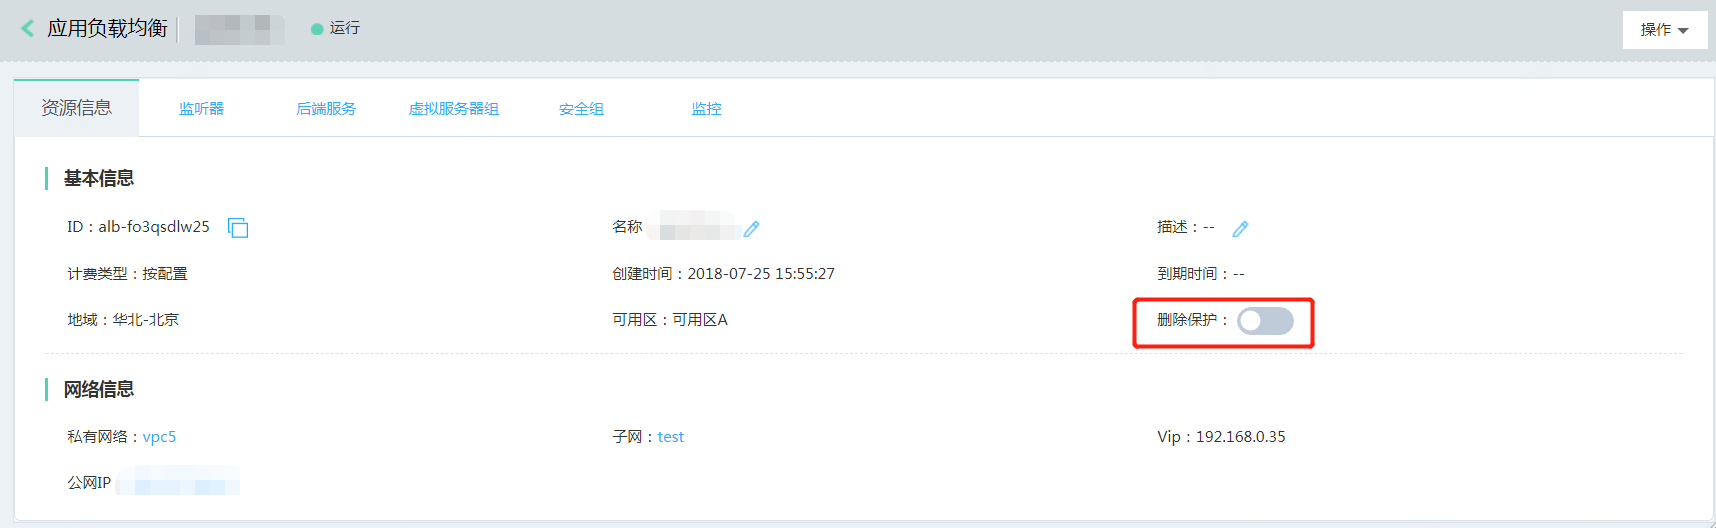 应用负载均衡 运行 操作
资源信息 监听器 后端服务 虚拟服务器组 安全组 监控
基本信息
ID：alb-fo3qsdlw25 名称 描述：--
计费类型：按配置 创建时间：2018-07-25 15:55:27 到期时间：--
地域：华北-北京 可用区：可用区A 删除保护：
网络信息
私有网络：vpc5 子网：test Vip：192.168.0.35
公网IP